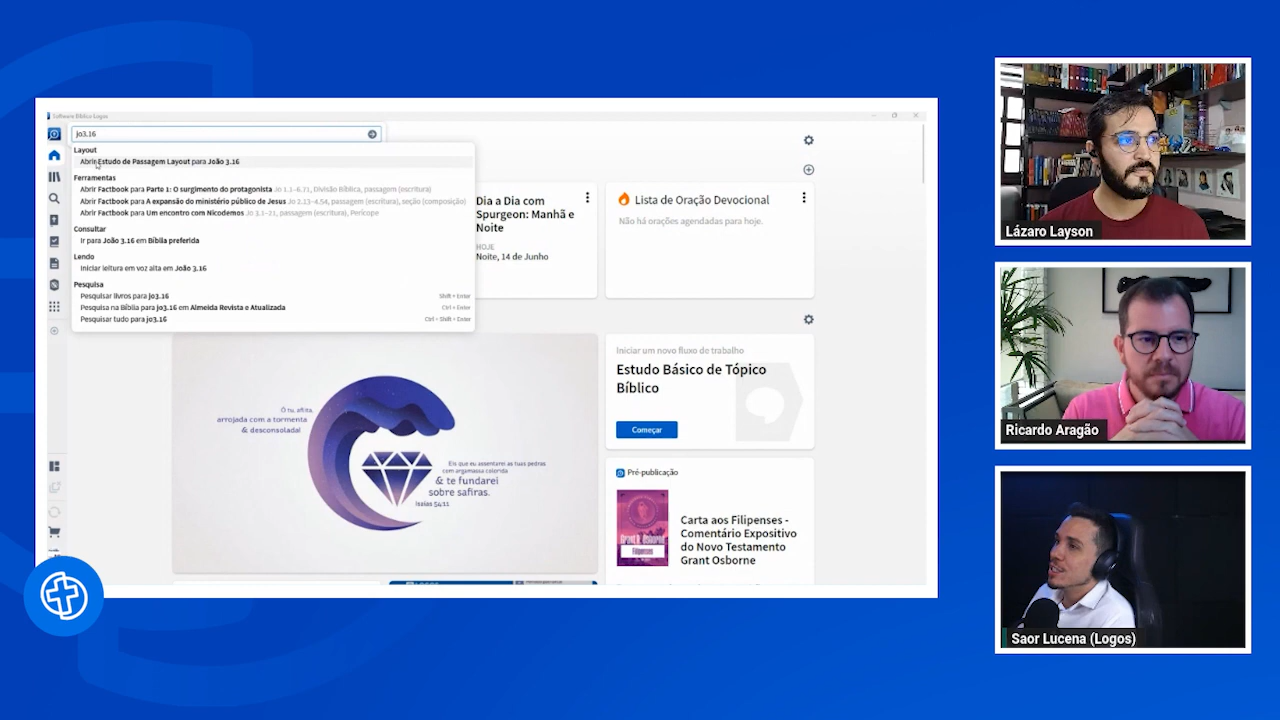 Software Bíblico Logos
jo3.16
Layout
Abrir Estudo de Passagem Layout para João 3.16
Ferramentas
Abrir Factbook para Parte 1: O surgimento do protagonista Jo 1.1–6.71, Divisão Bíblica, passagem (escritura)
Abrir Factbook para A expansão do ministério público de Jesus Jo 2.13–4.54, passagem (escritura), seção (composição)
Abrir Factbook para Um encontro com Nicodemos Jo 3.1–21, passagem (escritura), Perícope
Consultar
Ir para João 3.16 em Bíblia preferida
Lendo
Iniciar leitura em voz alta em João 3.16
Pesquisa
Pesquisar livros para jo3.16 Shift + Enter
Pesquisa na Bíblia para jo3.16 em Almeida Revista e Atualizada Ctrl + Enter
Pesquisar tudo para jo3.16 Ctrl + Shift + Enter
Dia a Dia com
Spurgeon: Manhã e
Noite
HOJE
Noite, 14 de Junho
Lista de Oração Devocional
Não há orações agendadas para hoje.
Ó tu, aflita,
arrojada com a tormenta
& desconsolada!
Eis que eu assentarei as tuas pedras
com argamassa colorida
& te fundarei
sobre safiras.
Isaías 54:11
Iniciar um novo fluxo de trabalho
Estudo Básico de Tópico
Bíblico
Começar
Pré-publicação
Grant R. Osborne
Filipenses
Carta aos Filipenses -
Comentário Expositivo
do Novo Testamento
Grant Osborne
Lázaro Layson
Ricardo Aragão
Saor Lucena (Logos)